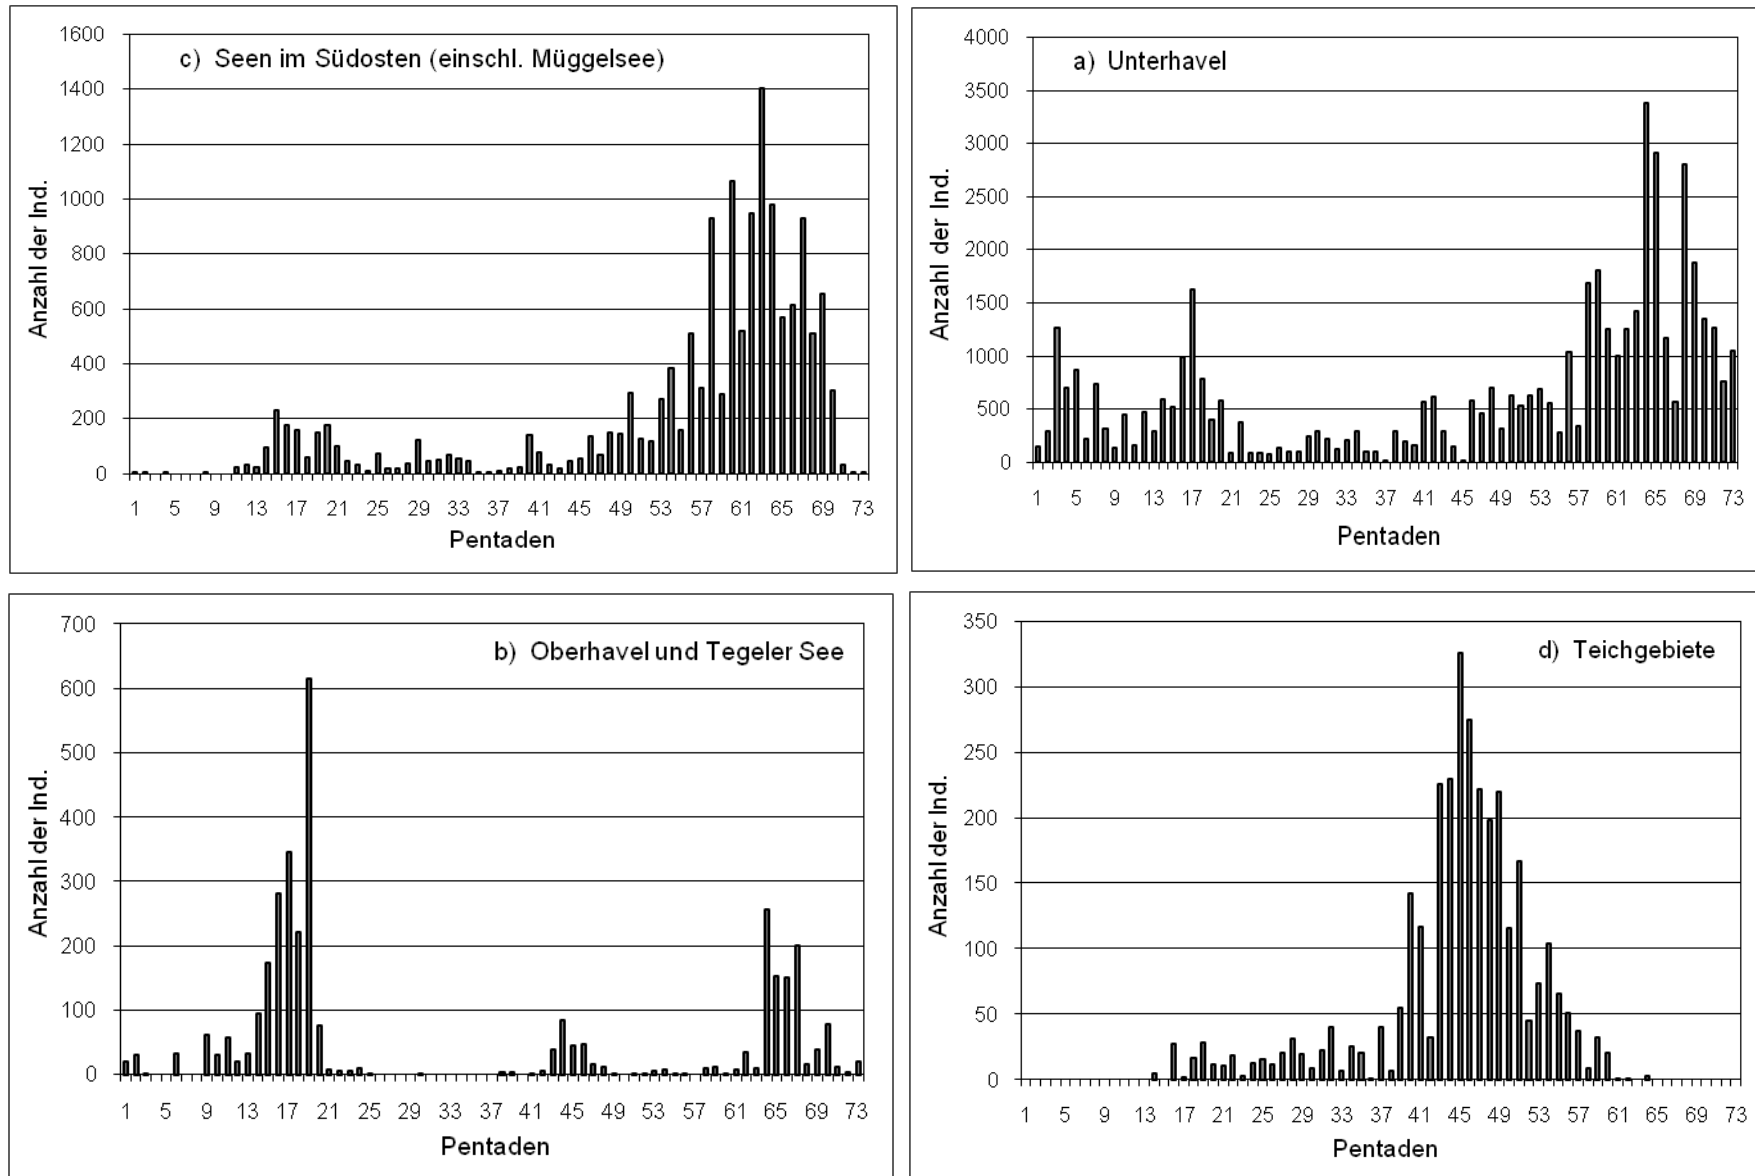 c) Seen im Südosten (einschl. Müggelsee)
Anzahl der Ind.
1600
1400
1200
1000
800
600
400
200
0
1 5 9 13 17 21 25 29 33 37 41 45 49 53 57 61 65 69 73
Pentaden
a) Unterhavel
Anzahl der Ind.
4000
3500
3000
2500
2000
1500
1000
500
0
1 5 9 13 17 21 25 29 33 37 41 45 49 53 57 61 65 69 73
Pentaden
b) Oberhavel und Tegeler See
Anzahl der Ind.
700
600
500
400
300
200
100
0
1 5 9 13 17 21 25 29 33 37 41 45 49 53 57 61 65 69 73
Pentaden
d) Teichgebiete
Anzahl der Ind.
350
300
250
200
150
100
50
0
1 5 9 13 17 21 25 29 33 37 41 45 49 53 57 61 65 69 73
Pentaden